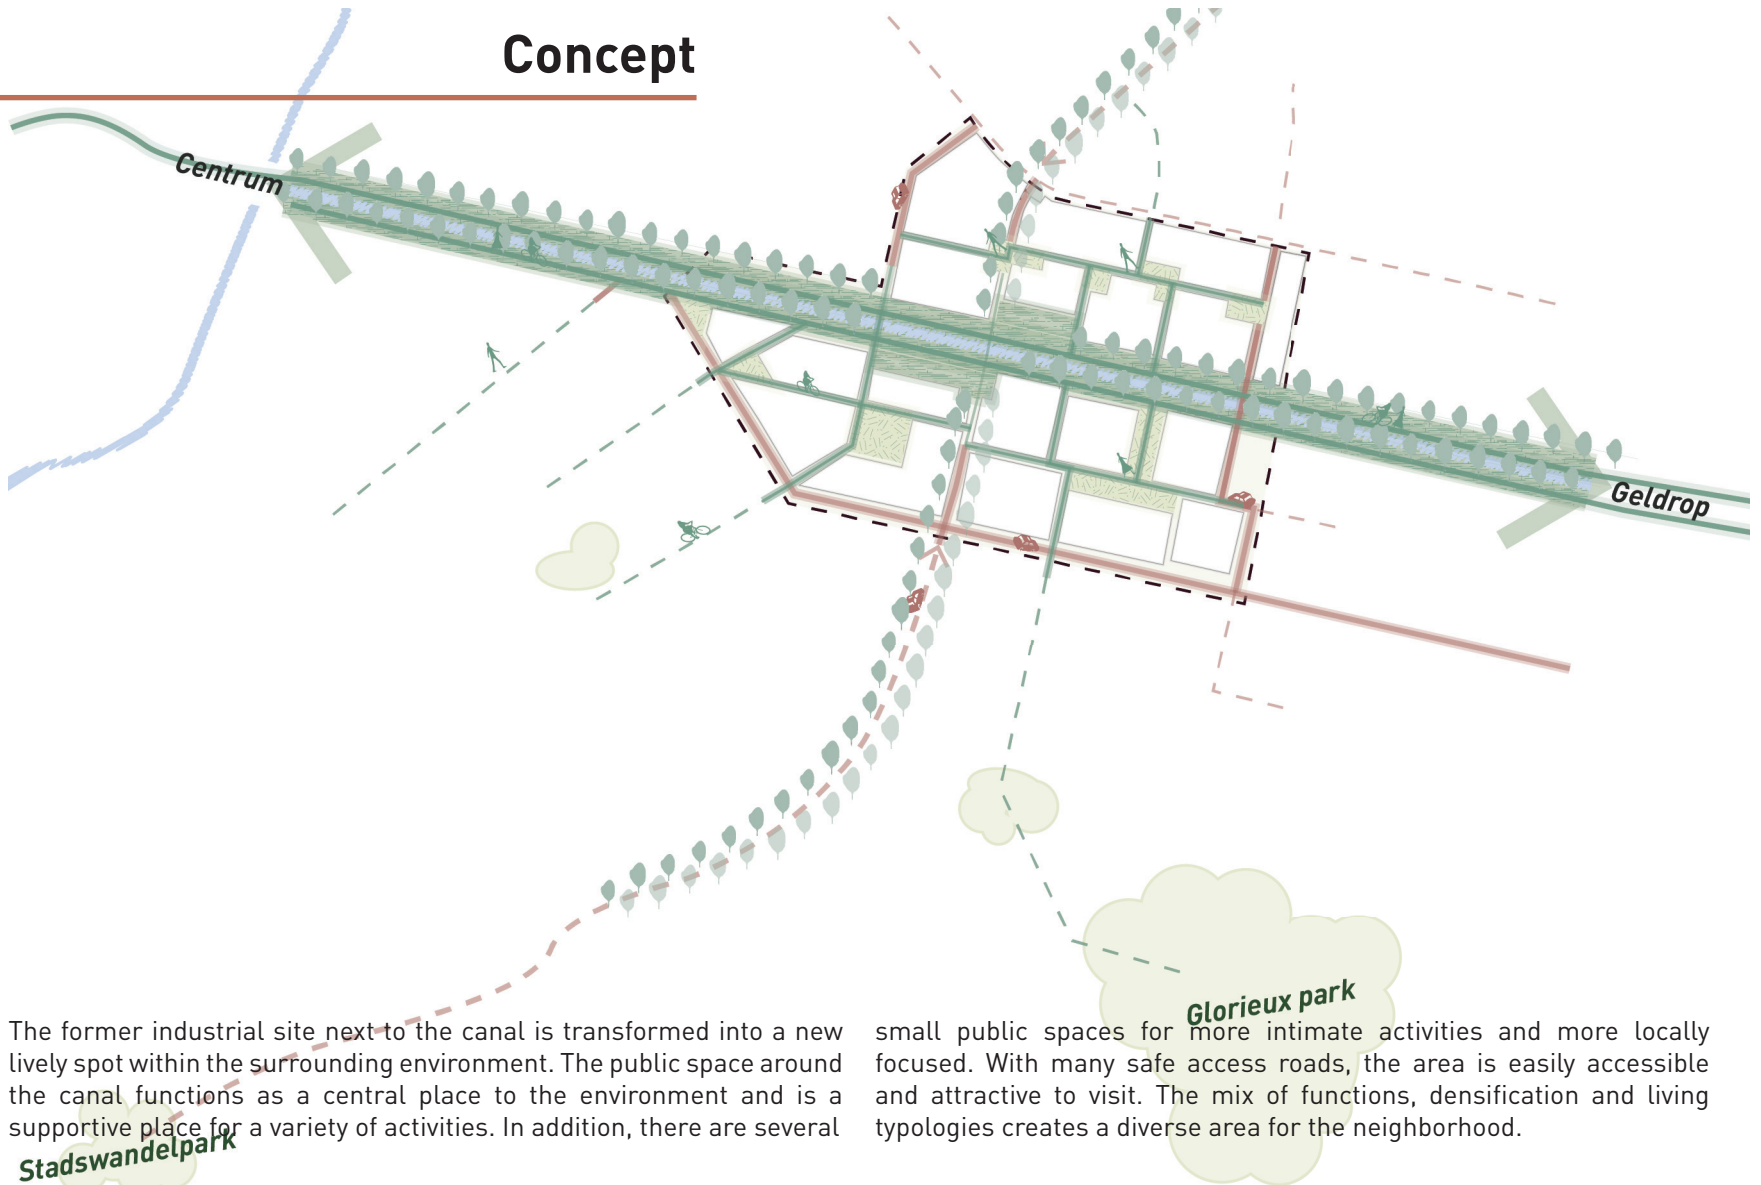 Concept
Centrum
Geldrop
Glorieux park
The former industrial site next to the canal is transformed into a new
lively spot within the surrounding environment. The public space around
the canal functions as a central place to the environment and is a
supportive place for a variety of activities. In addition, there are several
small public spaces for more intimate activities and more locally
focused. With many safe access roads, the area is easily accessible
and attractive to visit. The mix of functions, densification and living
typologies creates a diverse area for the neighborhood.
Stadswandelpark